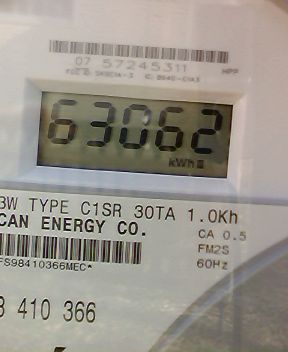 07 57245311
63062
kWh
3W TYPE C1SR 30TA 1.0Kh
CAN ENERGY CO.
CA 0.5
FM2S
60Hz
FS98410366MEC*
3 410 366